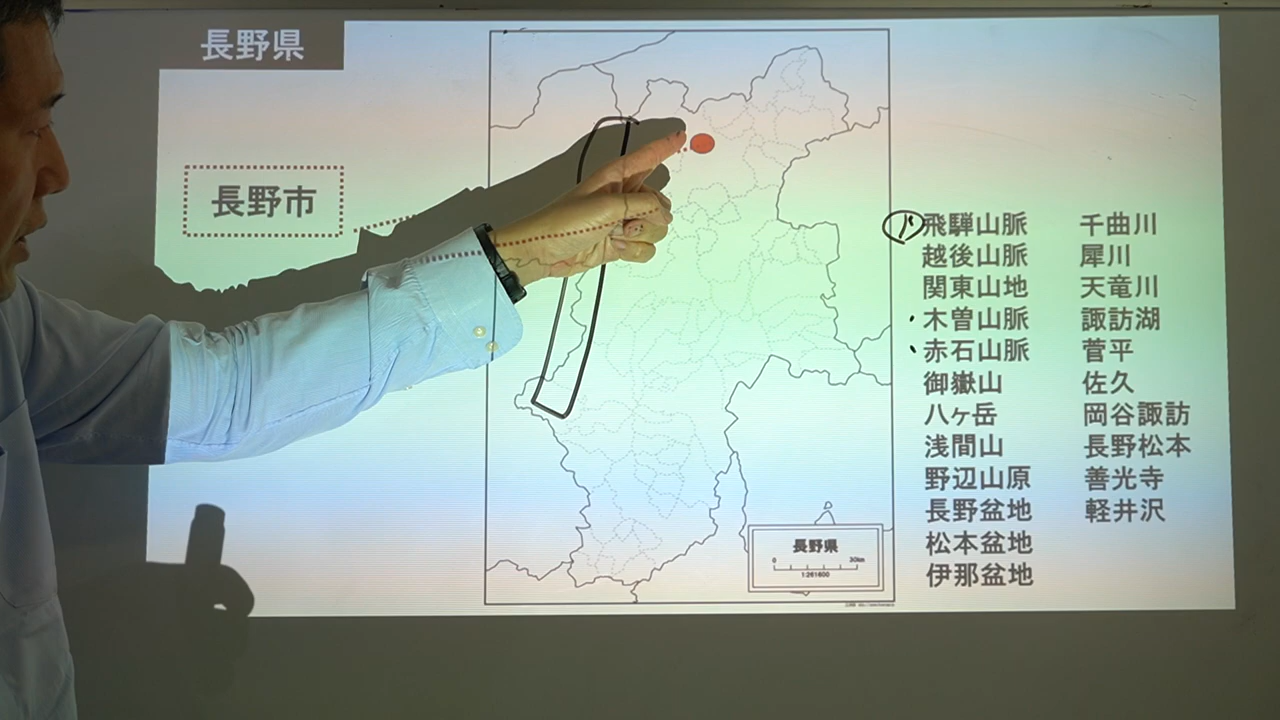 長野県
長野市
飛騨山脈
越後山脈
関東山地
木曽山脈
赤石山脈
御嶽山
八ヶ岳
浅間山
野辺山原
長野盆地
松本盆地
伊那盆地
千曲川
犀川
天竜川
諏訪湖
菅平
佐久
岡谷諏訪
長野松本
善光寺
軽井沢
長野県
0 30km
1:261600